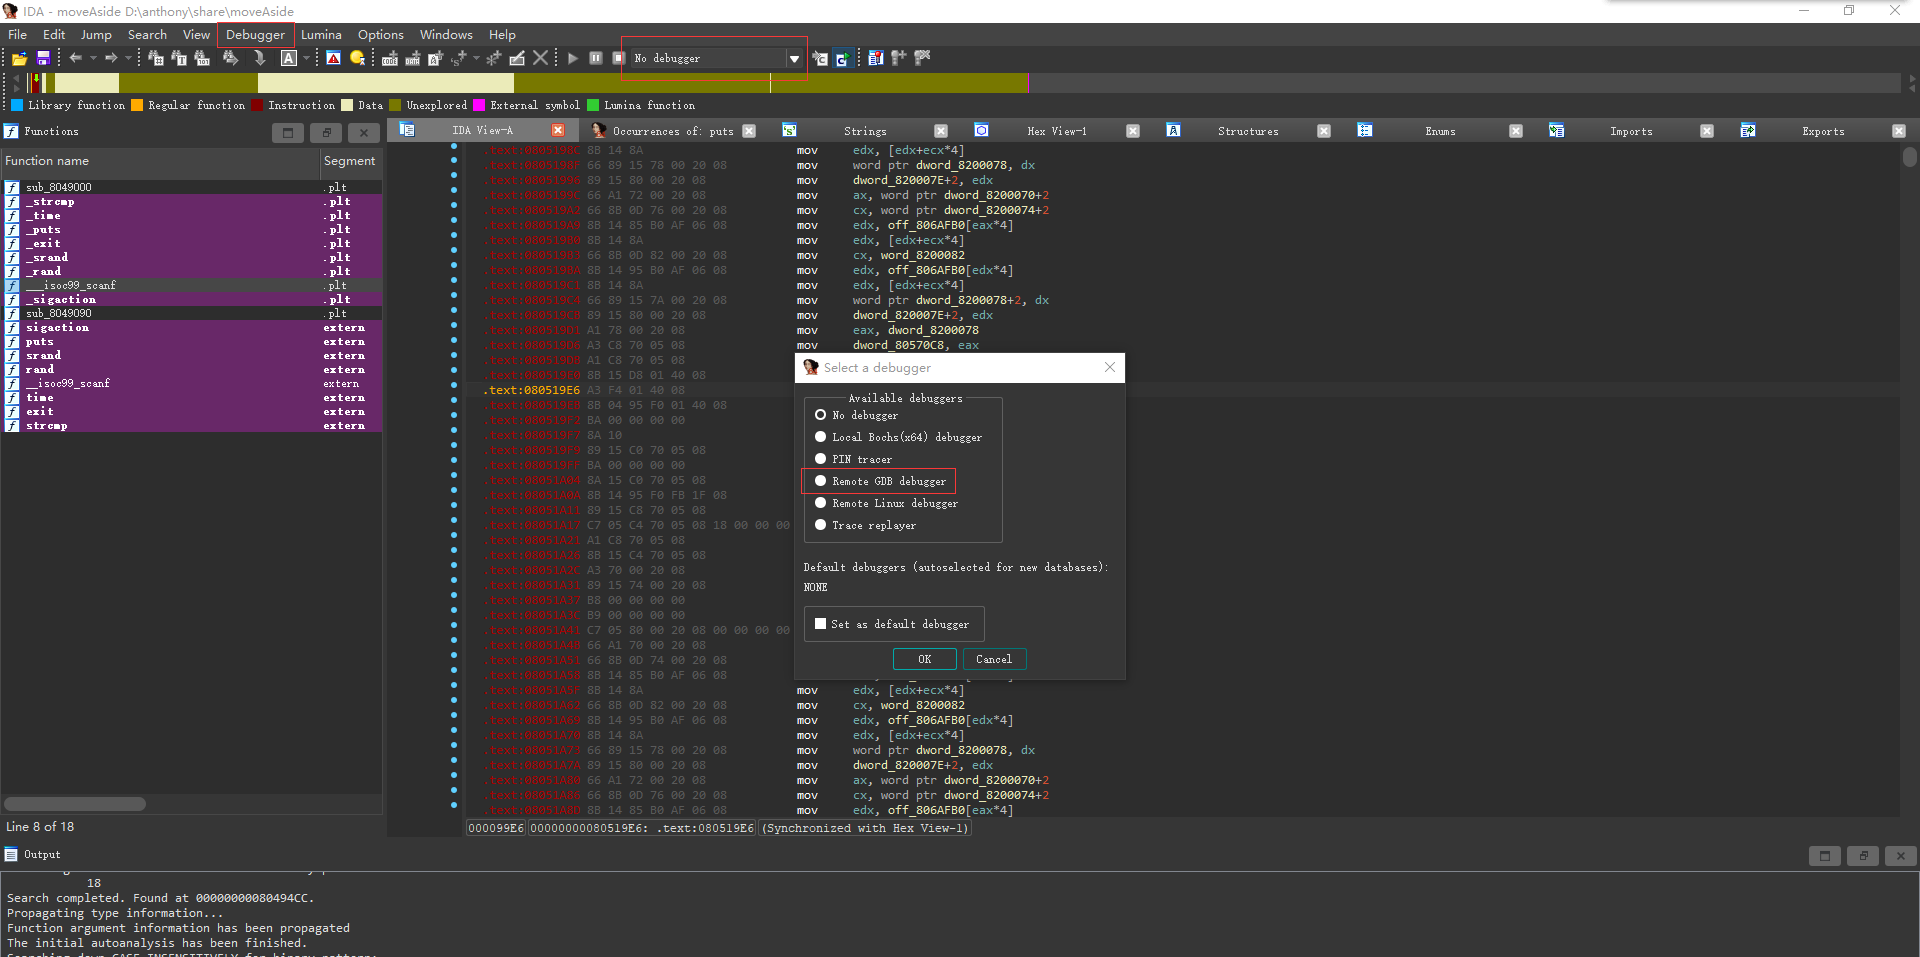 IDA - moveAside D:\anthony\share\moveAside
File Edit Jump Search View Debugger Lumina Options Windows Help
No debugger
Library function Regular function Instruction Data Unexplored External symbol Lumina function
Functions
Function name Segment
sub_8049000 .plt
_strcmp .plt
_time .plt
_puts .plt
_exit .plt
_srand .plt
_rand .plt
___isoc99_scanf .plt
_sigaction .plt
sub_8049090 .plt
sigaction extern
puts extern
srand extern
rand extern
__isoc99_scanf extern
time extern
exit extern
strcmp extern
Line 8 of 18
IDA View-A Occurrences of: puts Strings Hex View-1 Structures Enums Imports Exports
.text:0805198C 8B 14 8A mov edx, [edx+ecx*4]
.text:0805198F 66 89 15 78 00 20 08 mov word ptr dword_8200078, dx
.text:08051996 89 15 80 00 20 08 mov dword_820007E+2, edx
.text:0805199C 66 A1 72 00 20 08 mov ax, word ptr dword_8200070+2
.text:080519A2 66 8B 0D 76 00 20 08 mov cx, word ptr dword_8200074+2
.text:080519A9 8B 14 85 B0 AF 06 08 mov edx, off_806AFB0[eax*4]
.text:080519B0 8B 14 8A mov edx, [edx+ecx*4]
.text:080519B3 66 8B 0D 82 00 20 08 mov cx, word_8200082
.text:080519BA 8B 14 95 B0 AF 06 08 mov edx, off_806AFB0[edx*4]
.text:080519C1 8B 14 8A mov edx, [edx+ecx*4]
.text:080519C4 66 89 15 7A 00 20 08 mov word ptr dword_8200078+2, dx
.text:080519CB 89 15 80 00 20 08 mov dword_820007E+2, edx
.text:080519D1 A1 78 00 20 08 mov eax, dword_8200078
.text:080519D6 A3 C8 70 05 08 mov dword_80570C8, eax
.text:080519DB A1 C8 70 05 08
.text:080519E0 8B 15 D8 01 40 08
.text:080519E6 A3 F4 01 40 08
.text:080519EB 8B 04 95 F0 01 40 08
.text:080519F2 BA 00 00 00 00
.text:080519F7 8A 10
.text:080519F9 89 15 C0 70 05 08
.text:080519FF BA 00 00 00 00
.text:08051A04 8A 15 C0 70 05 08
.text:08051A0A 8B 14 95 F0 FB 1F 08
.text:08051A11 89 15 C8 70 05 08
.text:08051A17 C7 05 C4 70 05 08 18 00 00 00
.text:08051A21 A1 C8 70 05 08
.text:08051A26 8B 15 C4 70 05 08
.text:08051A2C A3 70 00 20 08
.text:08051A31 89 15 74 00 20 08
.text:08051A37 B8 00 00 00 00
.text:08051A3C B9 00 00 00 00
.text:08051A41 C7 05 80 00 20 08 00 00 00 00
.text:08051A4B 66 A1 70 00 20 08
.text:08051A51 66 8B 0D 74 00 20 08
.text:08051A58 8B 14 85 B0 AF 06 08
.text:08051A5F 8B 14 8A mov edx, [edx+ecx*4]
.text:08051A62 66 8B 0D 82 00 20 08 mov cx, word_8200082
.text:08051A69 8B 14 95 B0 AF 06 08 mov edx, off_806AFB0[edx*4]
.text:08051A70 8B 14 8A mov edx, [edx+ecx*4]
.text:08051A73 66 89 15 78 00 20 08 mov word ptr dword_8200078, dx
.text:08051A7A 89 15 80 00 20 08 mov dword_820007E+2, edx
.text:08051A80 66 A1 72 00 20 08 mov ax, word ptr dword_8200070+2
.text:08051A86 66 8B 0D 76 00 20 08 mov cx, word ptr dword_8200074+2
.text:08051A8D 8B 14 85 B0 AF 06 08 mov edx, off_806AFB0[eax*4]
000099E6 00000000080519E6: .text:080519E6 (Synchronized with Hex View-1)
Select a debugger
Available debuggers
No debugger
Local Bochs(x64) debugger
PIN tracer
Remote GDB debugger
Remote Linux debugger
Trace replayer
Default debuggers (autoselected for new databases):
NONE
Set as default debugger
OK Cancel
Output
18
Search completed. Found at 00000000080494CC.
Propagating type information...
Function argument information has been propagated
The initial autoanalysis has been finished.